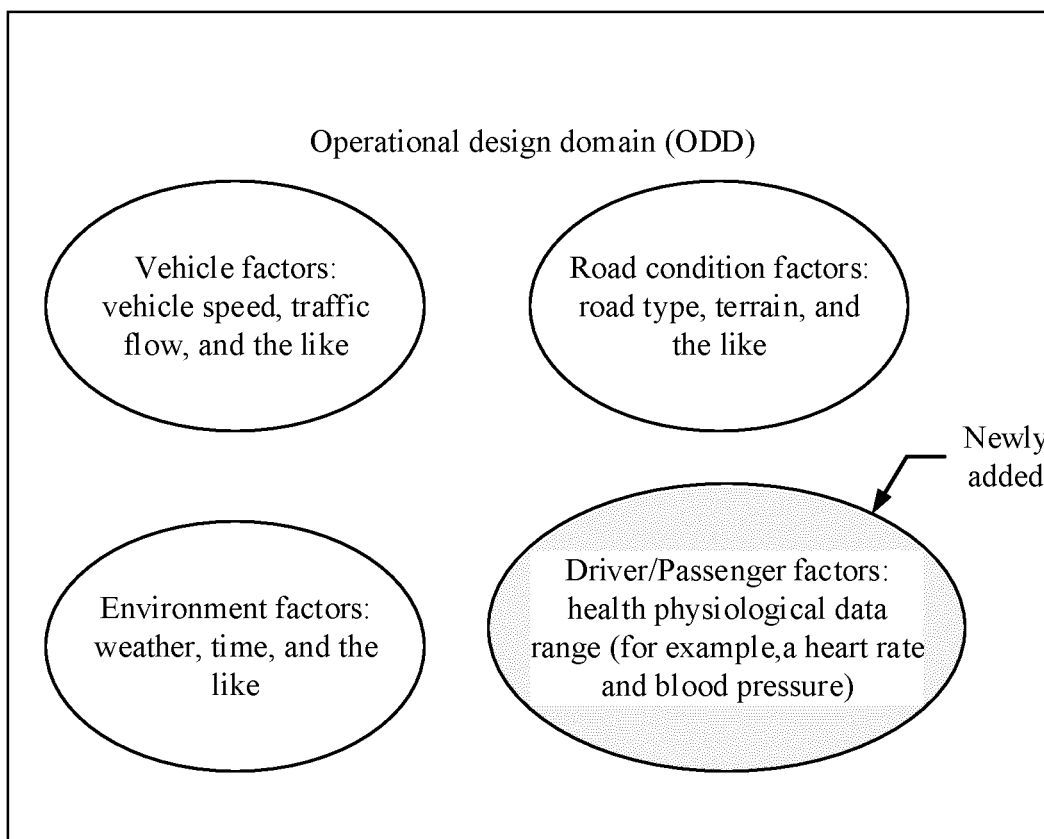 Operational design domain (ODD)
Vehicle factors:
vehicle speed, traffic
flow, and the like
Road condition factors:
road type, terrain, and
the like
Newly
added
Environment factors:
weather, time, and the
like
Driver/Passenger factors:
health physiological data
range (for example,a heart rate
and blood pressure)